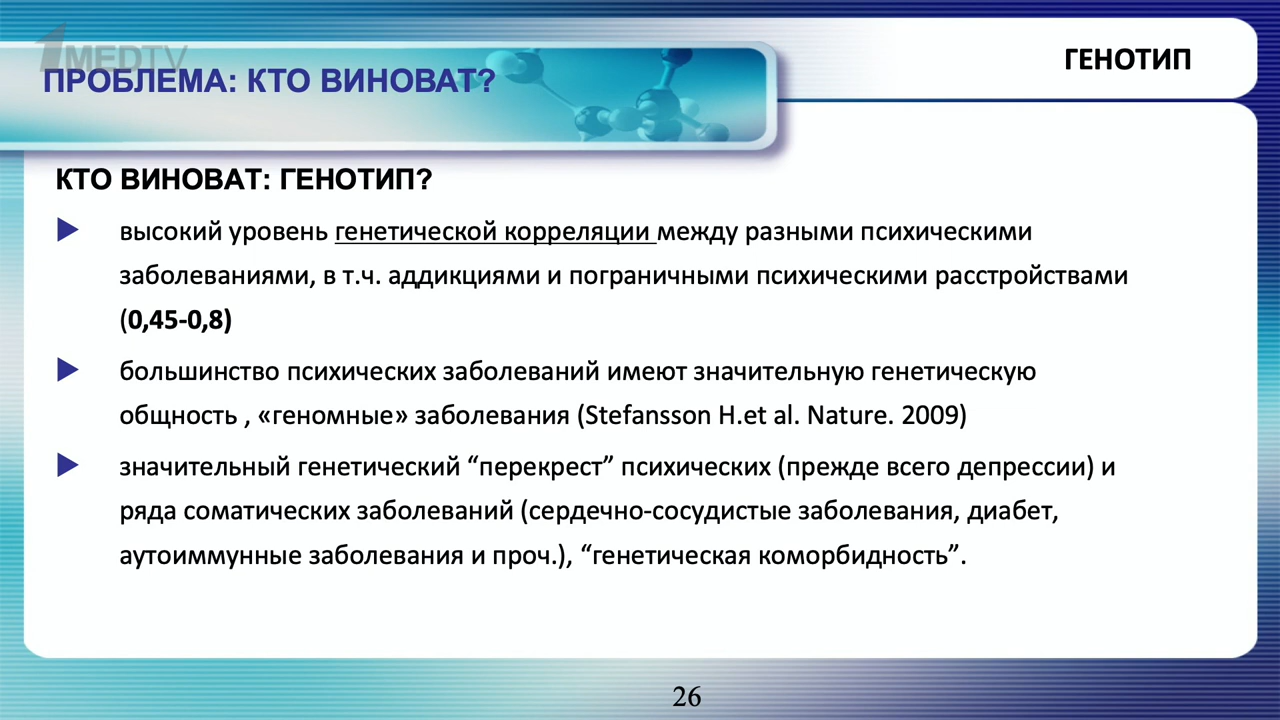 1MEDTV
ПРОБЛЕМА: КТО ВИНОВАТ?
ГЕНОТИП
КТО ВИНОВАТ: ГЕНОТИП?
высокий уровень генетической корреляции между разными психическими
заболеваниями, в т.ч. аддикциями и пограничными психическими расстройствами
(0,45-0,8)
большинство психических заболеваний имеют значительную генетическую
общность , «геномные» заболевания (Stefansson H.et al. Nature. 2009)
значительный генетический “перекрест” психических (прежде всего депрессии) и
ряда соматических заболеваний (сердечно-сосудистые заболевания, диабет,
аутоиммунные заболевания и проч.), “генетическая коморбидность”.
26